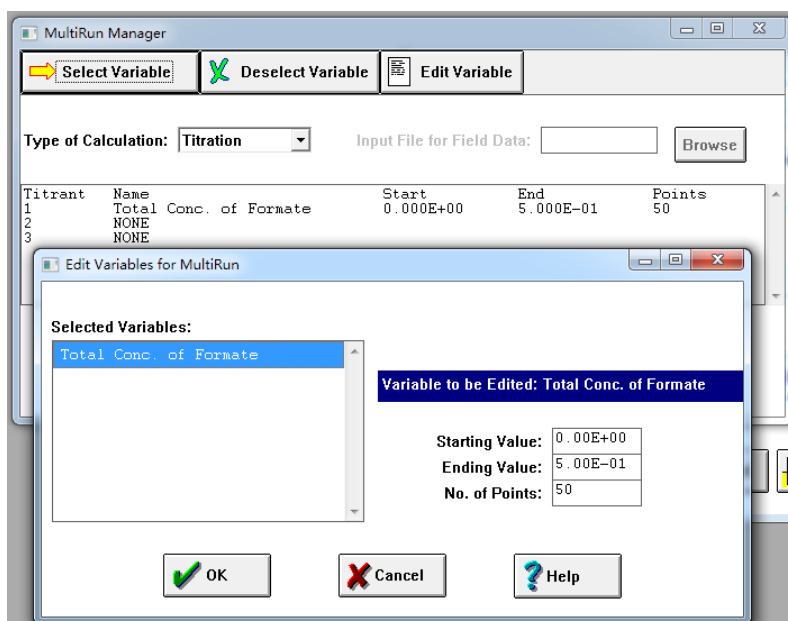 MultiRun Manager
Select Variable Deselect Variable Edit Variable
Type of Calculation: Titration Input File for Field Data: Browse
Titrant Name Start End Points
1 Total Conc. of Formate 0.000E+00 5.000E-01 50
2 NONE
3 NONE
Edit Variables for MultiRun
Selected Variables:
Total Conc. of Formate
Variable to be Edited: Total Conc. of Formate
Starting Value: 0.00E+00
Ending Value: 5.00E-01
No. of Points: 50
OK Cancel Help